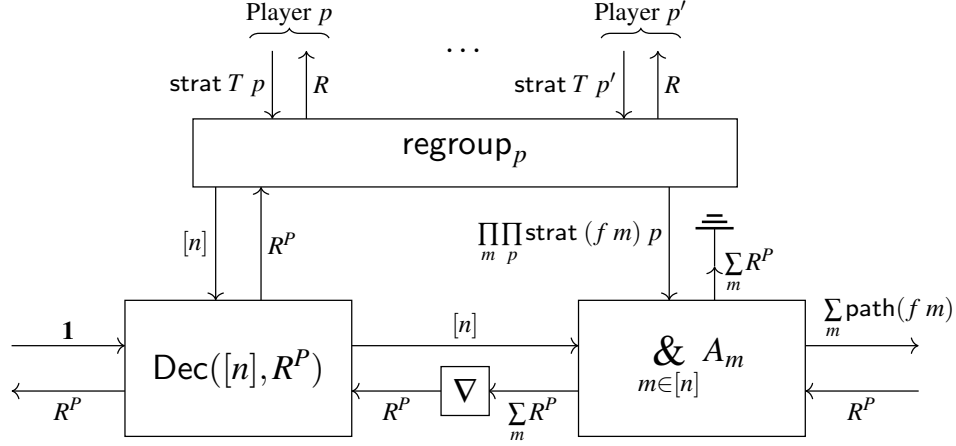 Player p Player p′
strat T p R … strat T p′ R
regroup_p
[n] R^P ∏_m ∏_p strat (f m) p ∑_m R^P
1 [n] ∑_m path(f m)
Dec([n], R^P) ∇ &_{m∈[n]} A_m
R^P R^P ∑_m R^P R^P